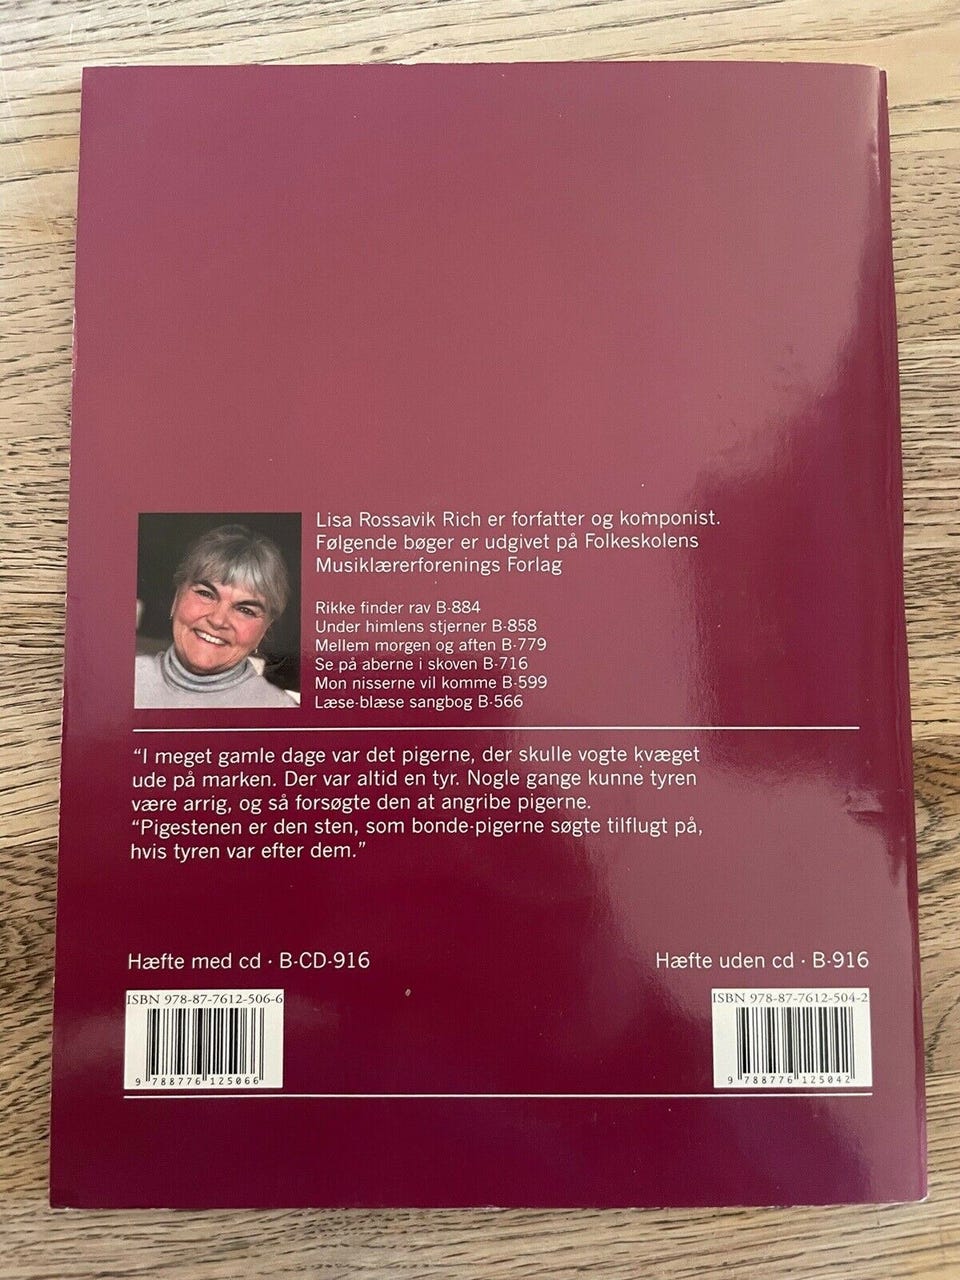 Lisa Rossavik Rich er forfatter og komponist.
Følgende bøger er udgivet på Folkeskolens
Musiklærerforenings Forlag
Rikke finder rav B-884
Under himlens stjerner B-858
Mellem morgen og aften B-779
Se på aberne i skoven B-716
Mon nisserne vil komme B-599
Læse-blæse sangbog B-566
“I meget gamle dage var det pigerne, der skulle vogte kvæget
ude på marken. Der var altid en tyr. Nogle gange kunne tyren
være arrig, og så forsøgte den at angribe pigerne.
“Pigestenen er den sten, som bonde-pigerne søgte tilflugt på,
hvis tyren var efter dem.”
Hæfte med cd · B-CD-916
ISBN 978-87-7612-506-6
9 788776 125066
Hæfte uden cd · B-916
ISBN 978-87-7612-504-2
9 788776 125042